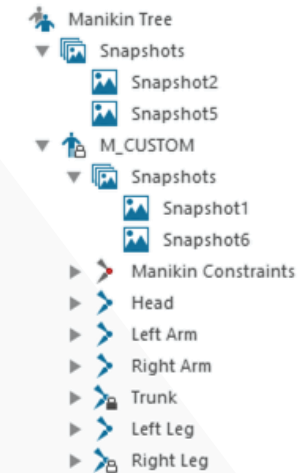 Manikin Tree
Snapshots
Snapshot2
Snapshot5
M_CUSTOM
Snapshots
Snapshot1
Snapshot6
Manikin Constraints
Head
Left Arm
Right Arm
Trunk
Left Leg
Right Leg